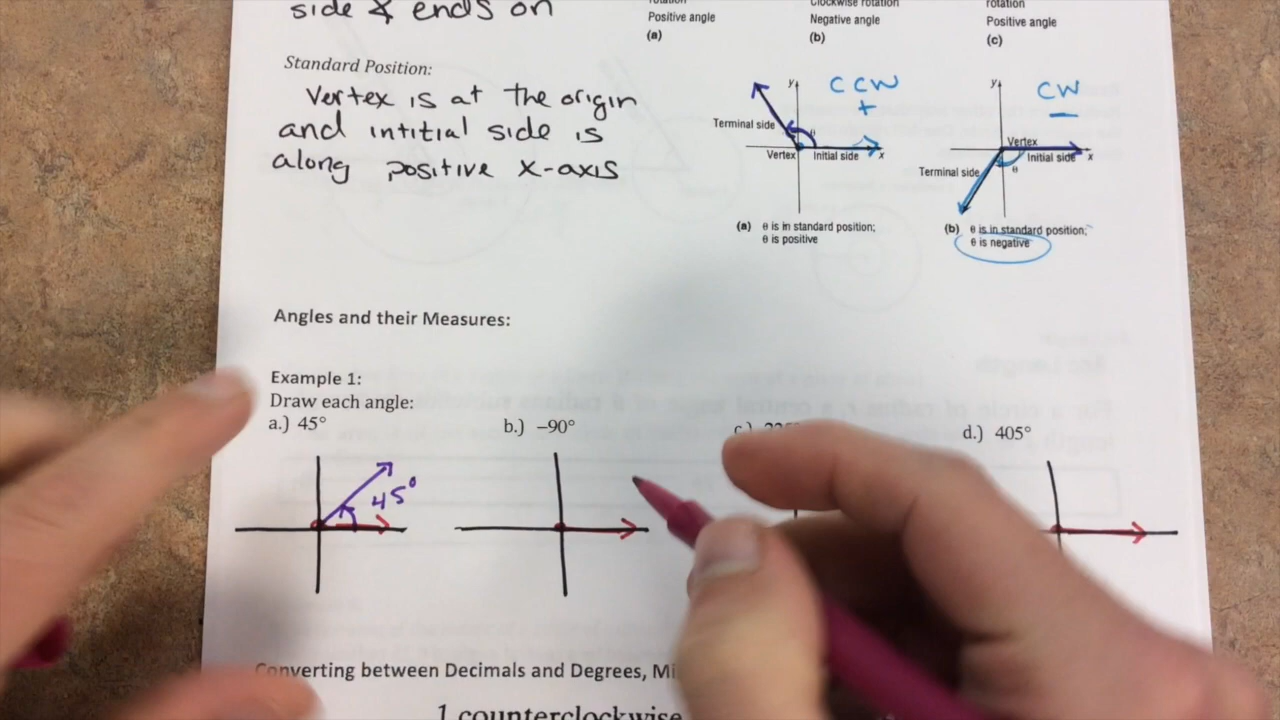 side & ends on
rotation
Positive angle
(a)
Clockwise rotation
Negative angle
(b)
rotation
Positive angle
(c)
Standard Position:
Vertex is at the origin
and intitial side is
along positive x-axis
y
CCW
+
Terminal side
θ
Vertex
Initial side
x
(a) θ is in standard position;
θ is positive
y
CW
−
Vertex
Initial side
x
Terminal side
θ
(b) θ is in standard position;
θ is negative
Angles and their Measures:
Example 1:
Draw each angle:
a.) 45°
b.) −90°
d.) 405°
45°
Converting between Decimals and Degrees,
1 counterclockwise